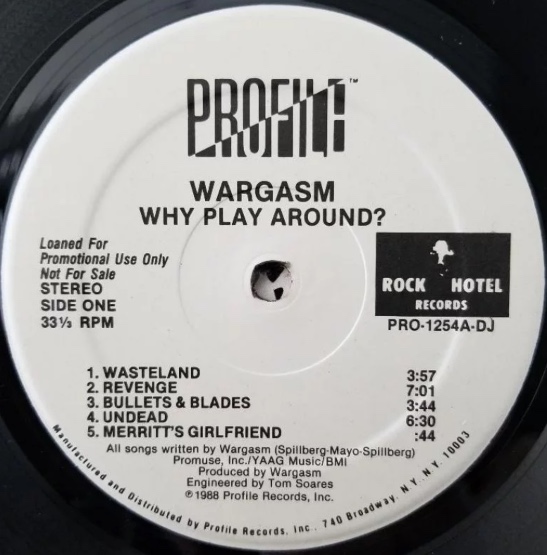 PROFILE™
WARGASM
WHY PLAY AROUND?
Loaned For
Promotional Use Only
Not For Sale
STEREO
SIDE ONE
33⅓ RPM
ROCK HOTEL
RECORDS
PRO-1254A-DJ
1. WASTELAND 3:57
2. REVENGE 7:01
3. BULLETS & BLADES 3:44
4. UNDEAD 6:30
5. MERRITT'S GIRLFRIEND :44
All songs written by Wargasm (Spillberg-Mayo-Spillberg)
Promuse, Inc./YAAG Music/BMI
Produced by Wargasm
Engineered by Tom Soares
℗1988 Profile Records, Inc.
Manufactured and Distributed by Profile Records, Inc., 740 Broadway, N.Y. N.Y. 10003